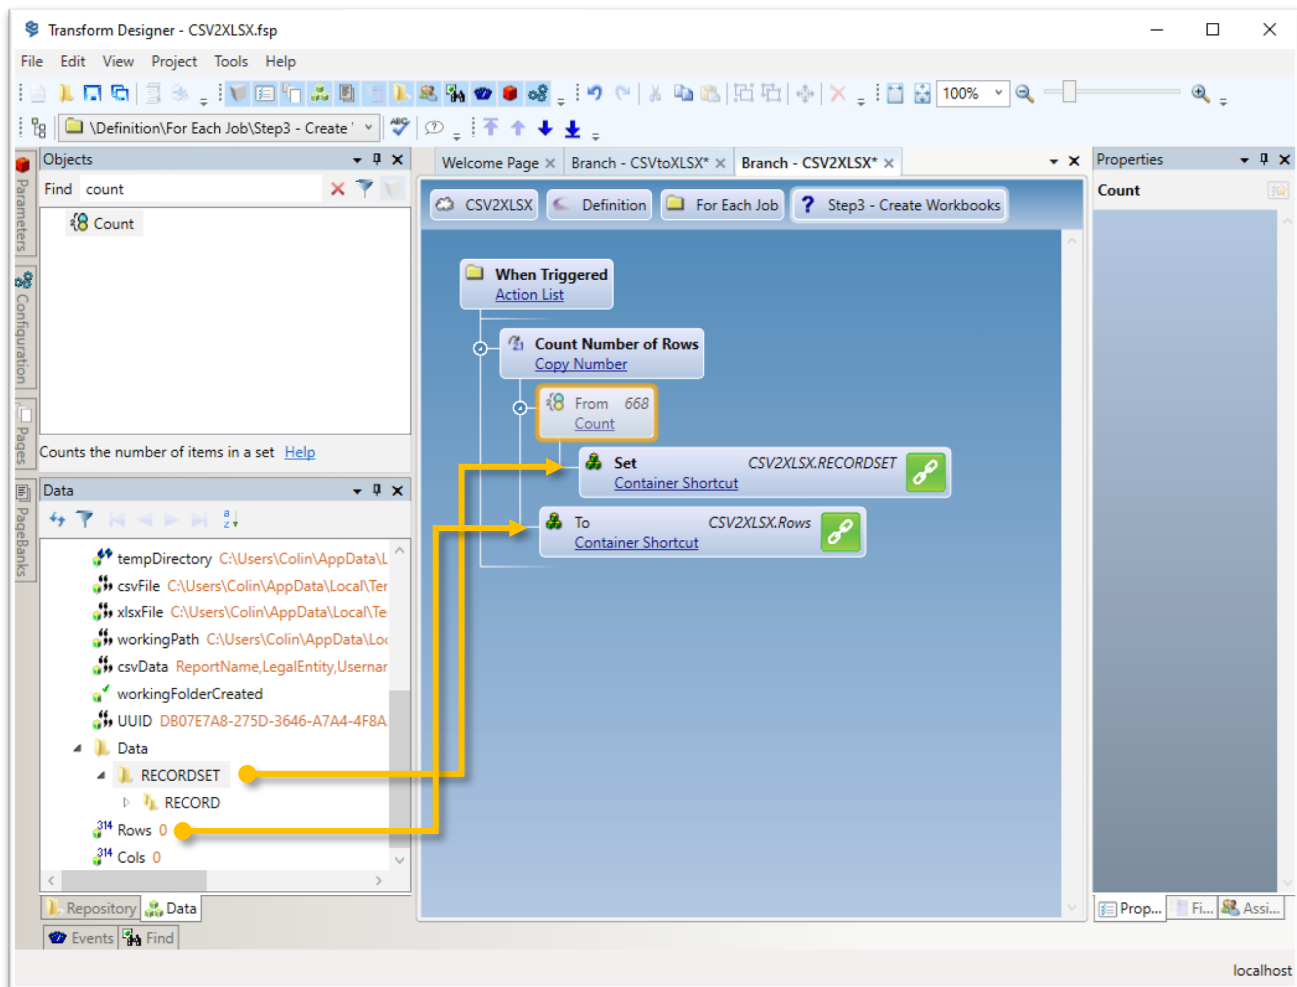 Transform Designer - CSV2XLSX.fsp
File Edit View Project Tools Help
100%
\Definition\For Each Job\Step3 - Create '
ABC
Objects
Find count
Count
Counts the number of items in a set Help
Parameters
Configuration
Pages
PageBanks
Data
tempDirectory C:\Users\Colin\AppData\L
csvFile C:\Users\Colin\AppData\Local\Ter
xlsxFile C:\Users\Colin\AppData\Local\Te
workingPath C:\Users\Colin\AppData\Loc
csvData ReportName,LegalEntity,Usernar
workingFolderCreated
UUID DB07E7A8-275D-3646-A7A4-4F8A
Data
RECORDSET
RECORD
314 Rows 0
314 Cols 0
Repository Data
Events Find
Welcome Page Branch - CSVtoXLSX* Branch - CSV2XLSX*
CSV2XLSX Definition For Each Job ? Step3 - Create Workbooks
When Triggered
Action List
Count Number of Rows
Copy Number
From 668
Count
Set CSV2XLSX.RECORDSET
Container Shortcut
To CSV2XLSX.Rows
Container Shortcut
Properties
Count
Prop... Fi... Assi...
localhost